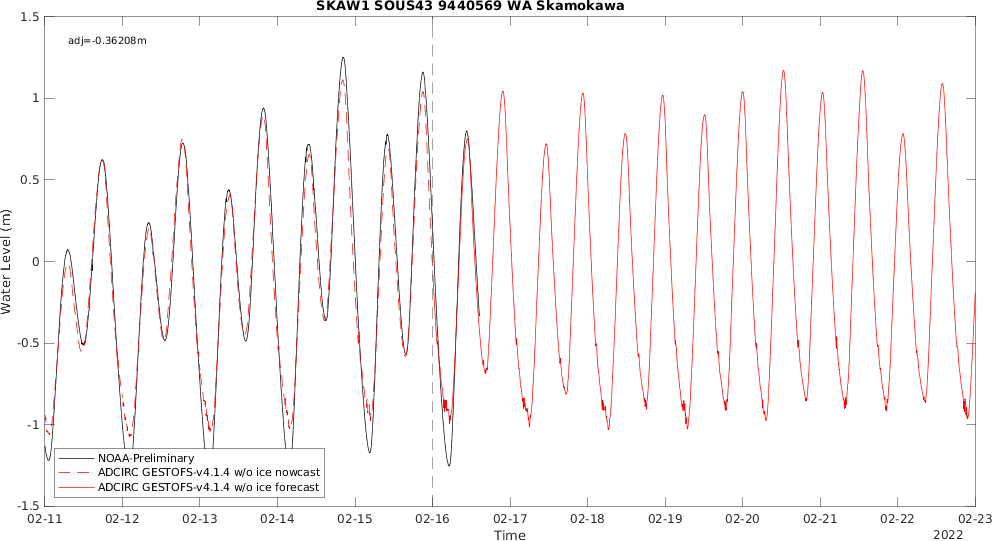 SKAW1 SOUS43 9440569 WA Skamokawa
adj=-0.36208m
1.5
1
0.5
0
-0.5
-1
-1.5
Water Level (m)
NOAA-Preliminary
ADCIRC GESTOFS-v4.1.4 w/o ice nowcast
ADCIRC GESTOFS-v4.1.4 w/o ice forecast
02-11 02-12 02-13 02-14 02-15 02-16 02-17 02-18 02-19 02-20 02-21 02-22 02-23
Time
2022